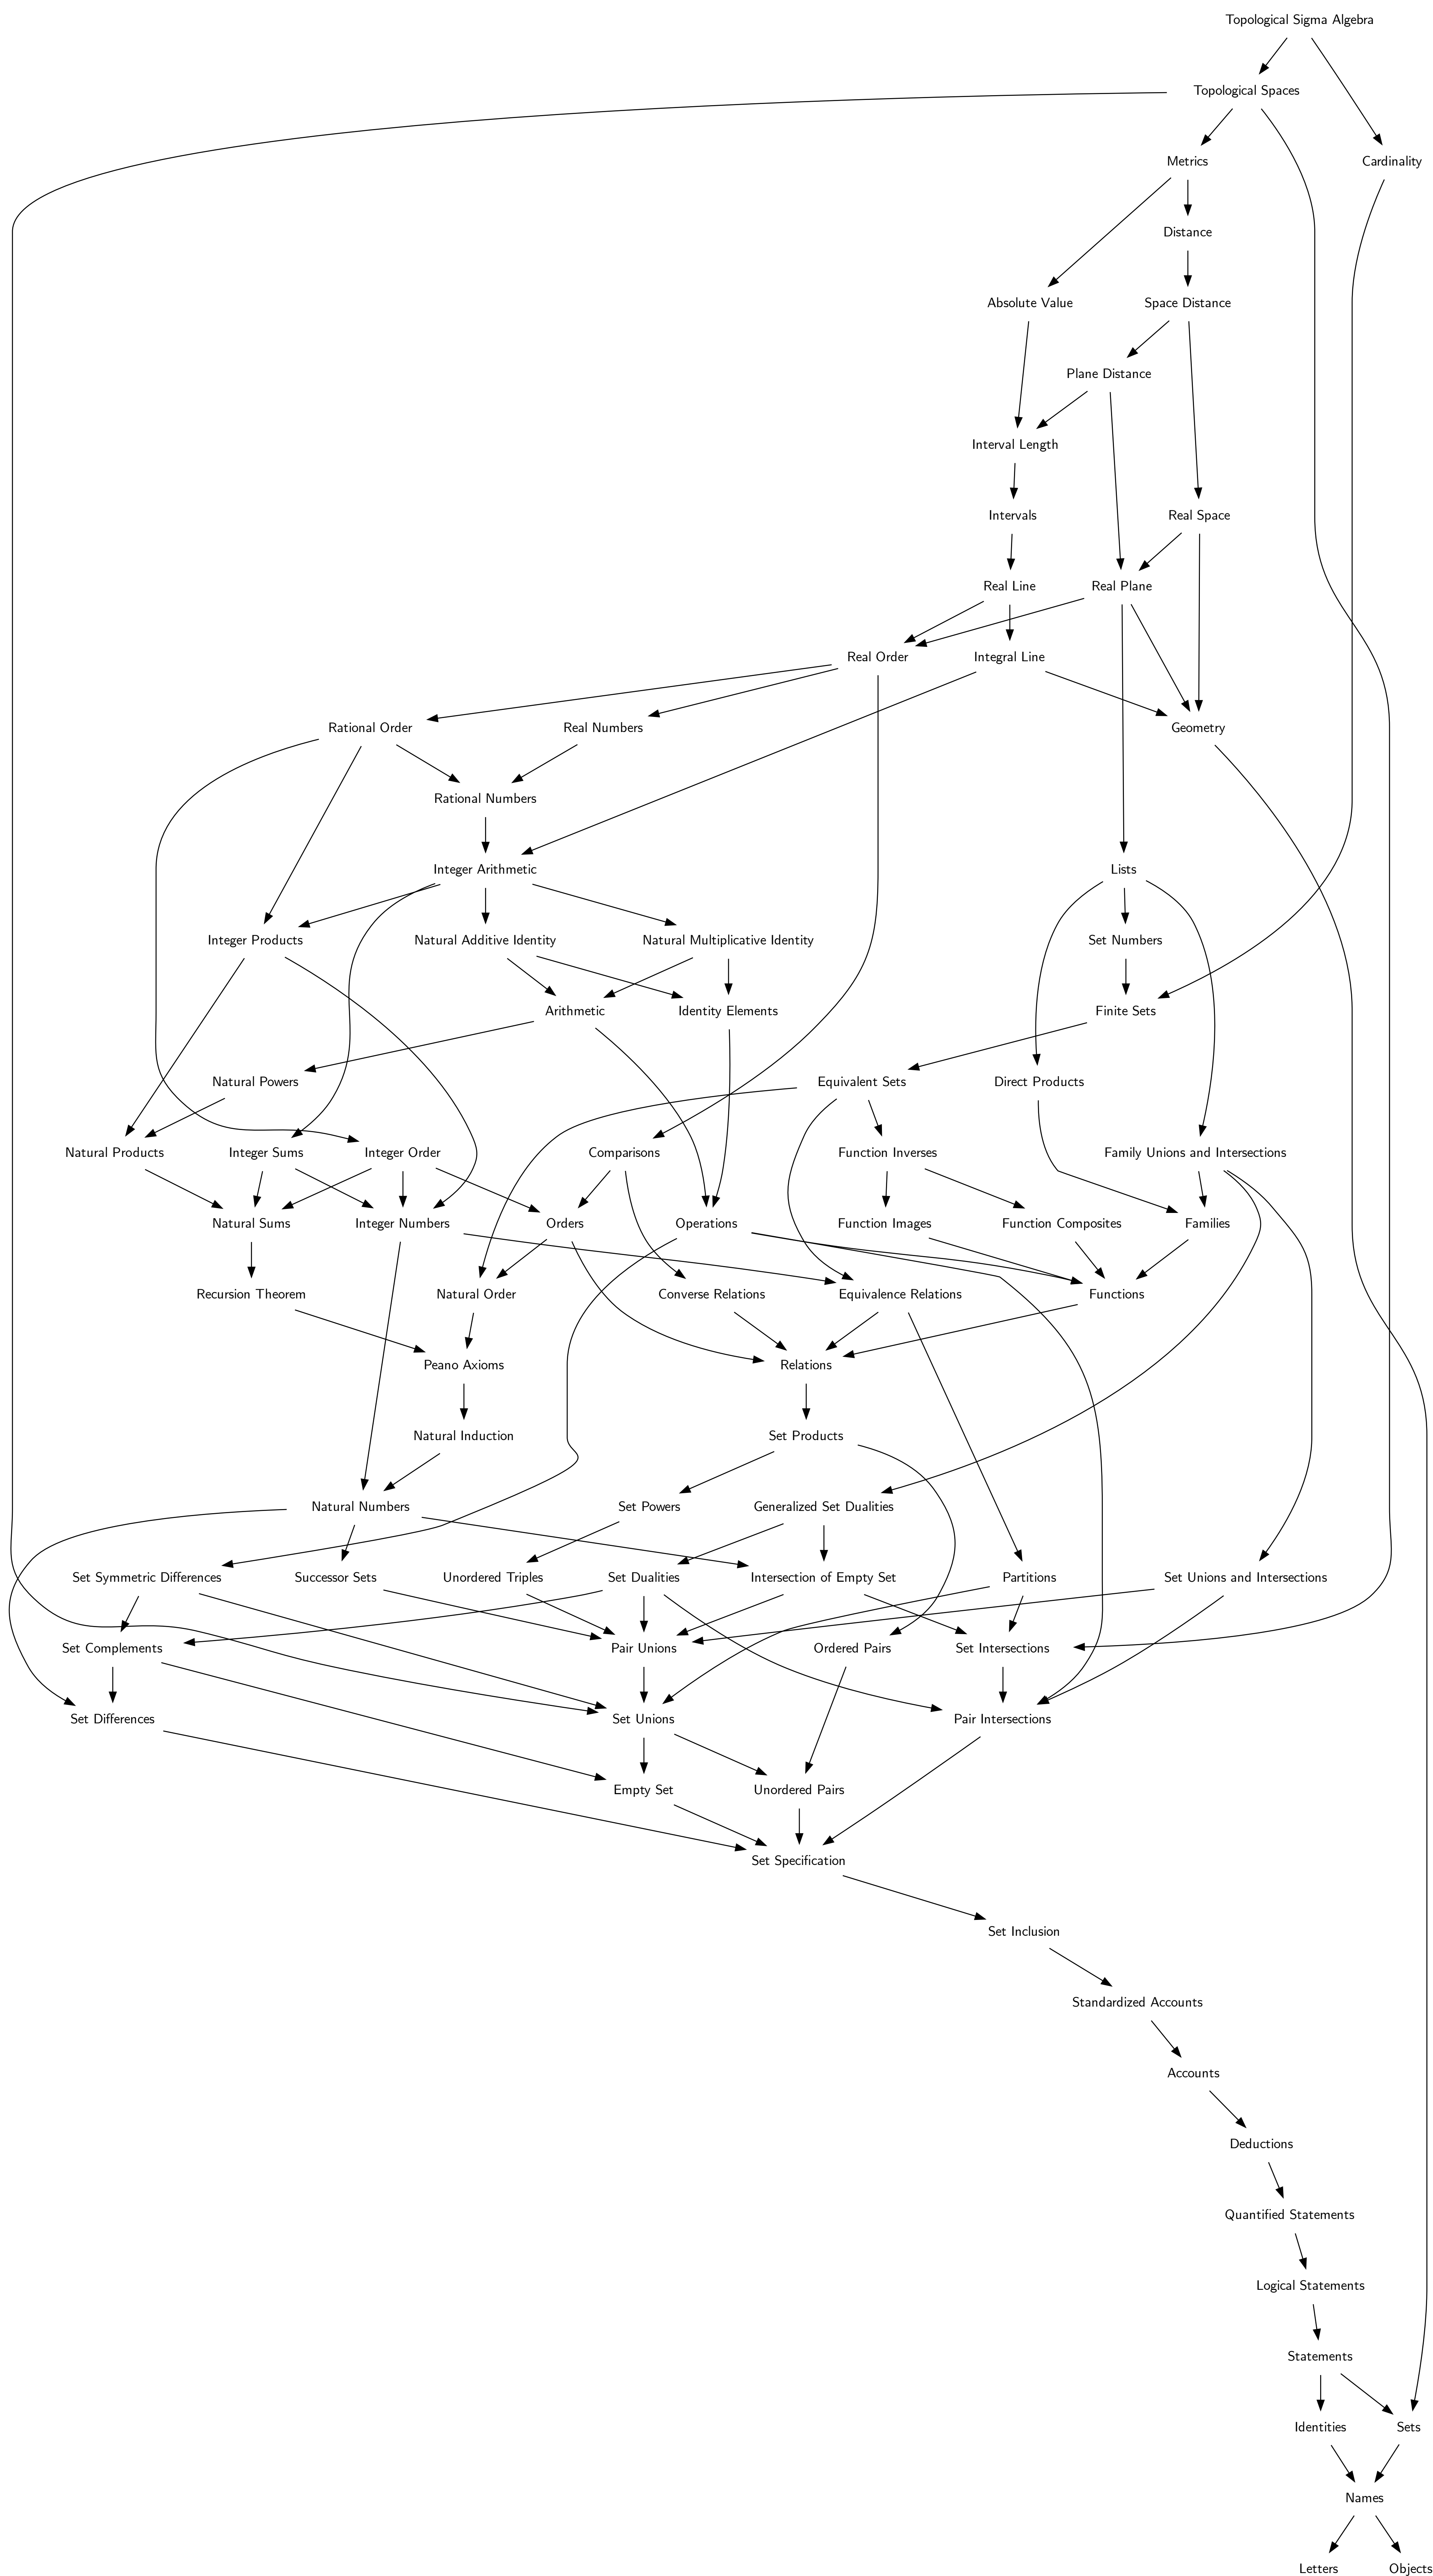 Topological Sigma Algebra
Topological Spaces
Metrics
Cardinality
Distance
Absolute Value
Space Distance
Plane Distance
Interval Length
Intervals
Real Space
Real Line
Real Plane
Real Order
Integral Line
Rational Order
Real Numbers
Geometry
Rational Numbers
Integer Arithmetic
Lists
Integer Products
Natural Additive Identity
Natural Multiplicative Identity
Set Numbers
Arithmetic
Identity Elements
Finite Sets
Natural Powers
Equivalent Sets
Direct Products
Natural Products
Integer Sums
Integer Order
Comparisons
Function Inverses
Family Unions and Intersections
Natural Sums
Integer Numbers
Orders
Operations
Function Images
Function Composites
Families
Recursion Theorem
Natural Order
Converse Relations
Equivalence Relations
Functions
Peano Axioms
Relations
Natural Induction
Set Products
Natural Numbers
Set Powers
Generalized Set Dualities
Set Symmetric Differences
Successor Sets
Unordered Triples
Set Dualities
Intersection of Empty Set
Partitions
Set Unions and Intersections
Set Complements
Pair Unions
Ordered Pairs
Set Intersections
Set Differences
Set Unions
Pair Intersections
Empty Set
Unordered Pairs
Set Specification
Set Inclusion
Standardized Accounts
Accounts
Deductions
Quantified Statements
Logical Statements
Statements
Identities
Sets
Names
Letters
Objects